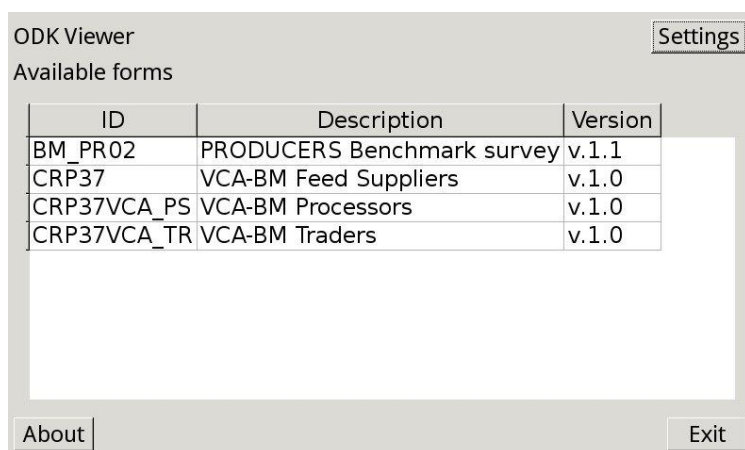 ODK Viewer Settings
Available forms
ID Description Version
BM_PR02 PRODUCERS Benchmark survey v.1.1
CRP37 VCA-BM Feed Suppliers v.1.0
CRP37VCA_PS VCA-BM Processors v.1.0
CRP37VCA_TR VCA-BM Traders v.1.0
About Exit